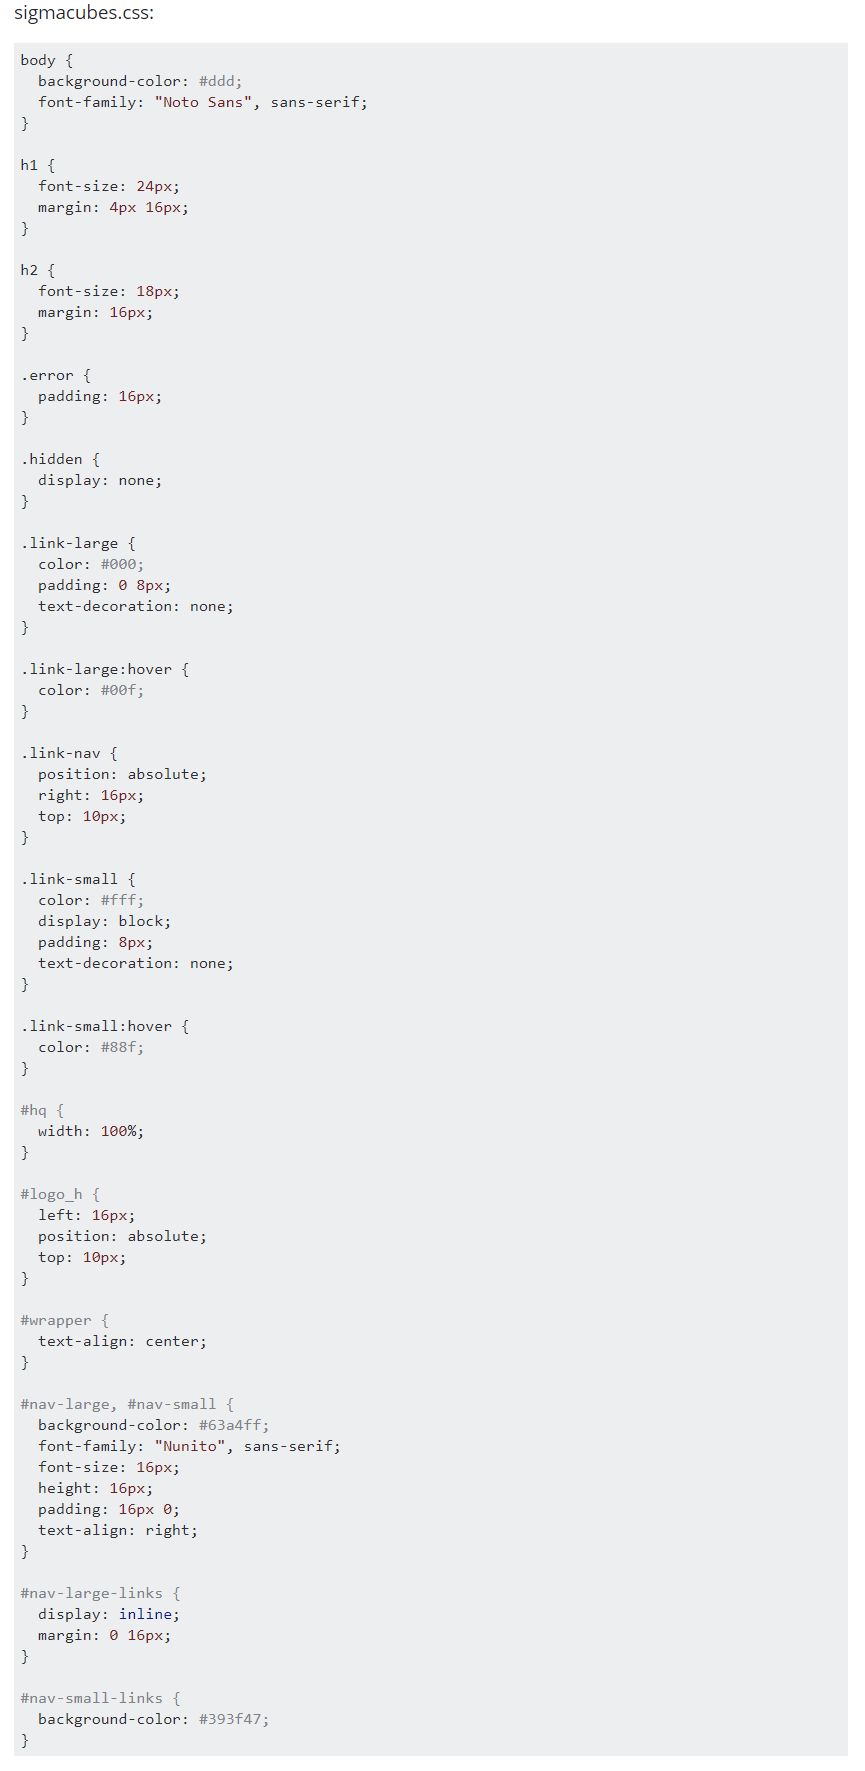 sigmacubes.css:
body {
  background-color: #ddd;
  font-family: "Noto Sans", sans-serif;
}

h1 {
  font-size: 24px;
  margin: 4px 16px;
}

h2 {
  font-size: 18px;
  margin: 16px;
}

.error {
  padding: 16px;
}

.hidden {
  display: none;
}

.link-large {
  color: #000;
  padding: 0 8px;
  text-decoration: none;
}

.link-large:hover {
  color: #00f;
}

.link-nav {
  position: absolute;
  right: 16px;
  top: 10px;
}

.link-small {
  color: #fff;
  display: block;
  padding: 8px;
  text-decoration: none;
}

.link-small:hover {
  color: #88f;
}

#hq {
  width: 100%;
}

#logo_h {
  left: 16px;
  position: absolute;
  top: 10px;
}

#wrapper {
  text-align: center;
}

#nav-large, #nav-small {
  background-color: #63a4ff;
  font-family: "Nunito", sans-serif;
  font-size: 16px;
  height: 16px;
  padding: 16px 0;
  text-align: right;
}

#nav-large-links {
  display: inline;
  margin: 0 16px;
}

#nav-small-links {
  background-color: #393f47;
}